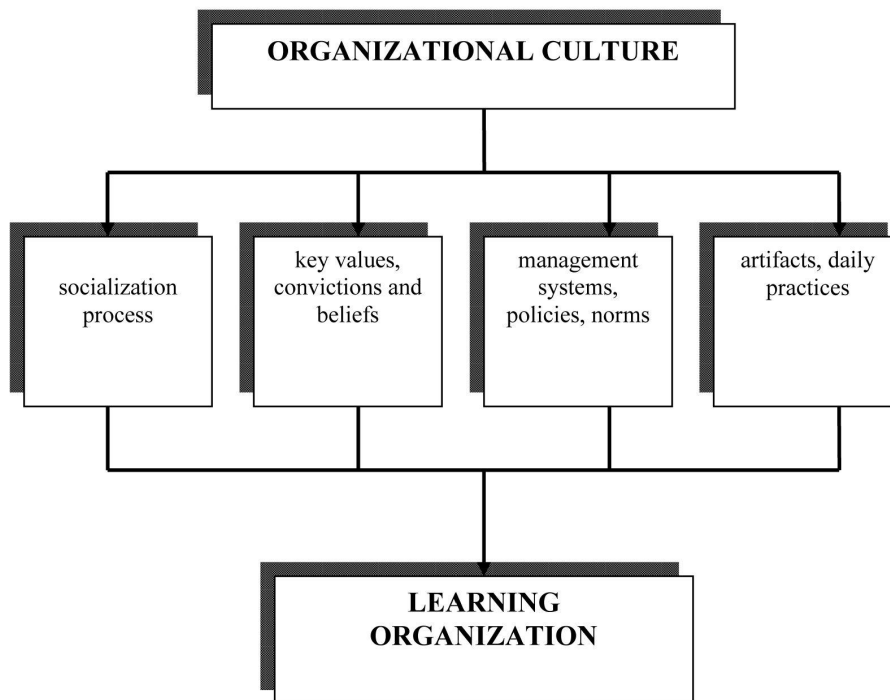 ORGANIZATIONAL CULTURE
socialization
process
key values,
convictions and
beliefs
management
systems,
policies, norms
artifacts, daily
practices
LEARNING
ORGANIZATION